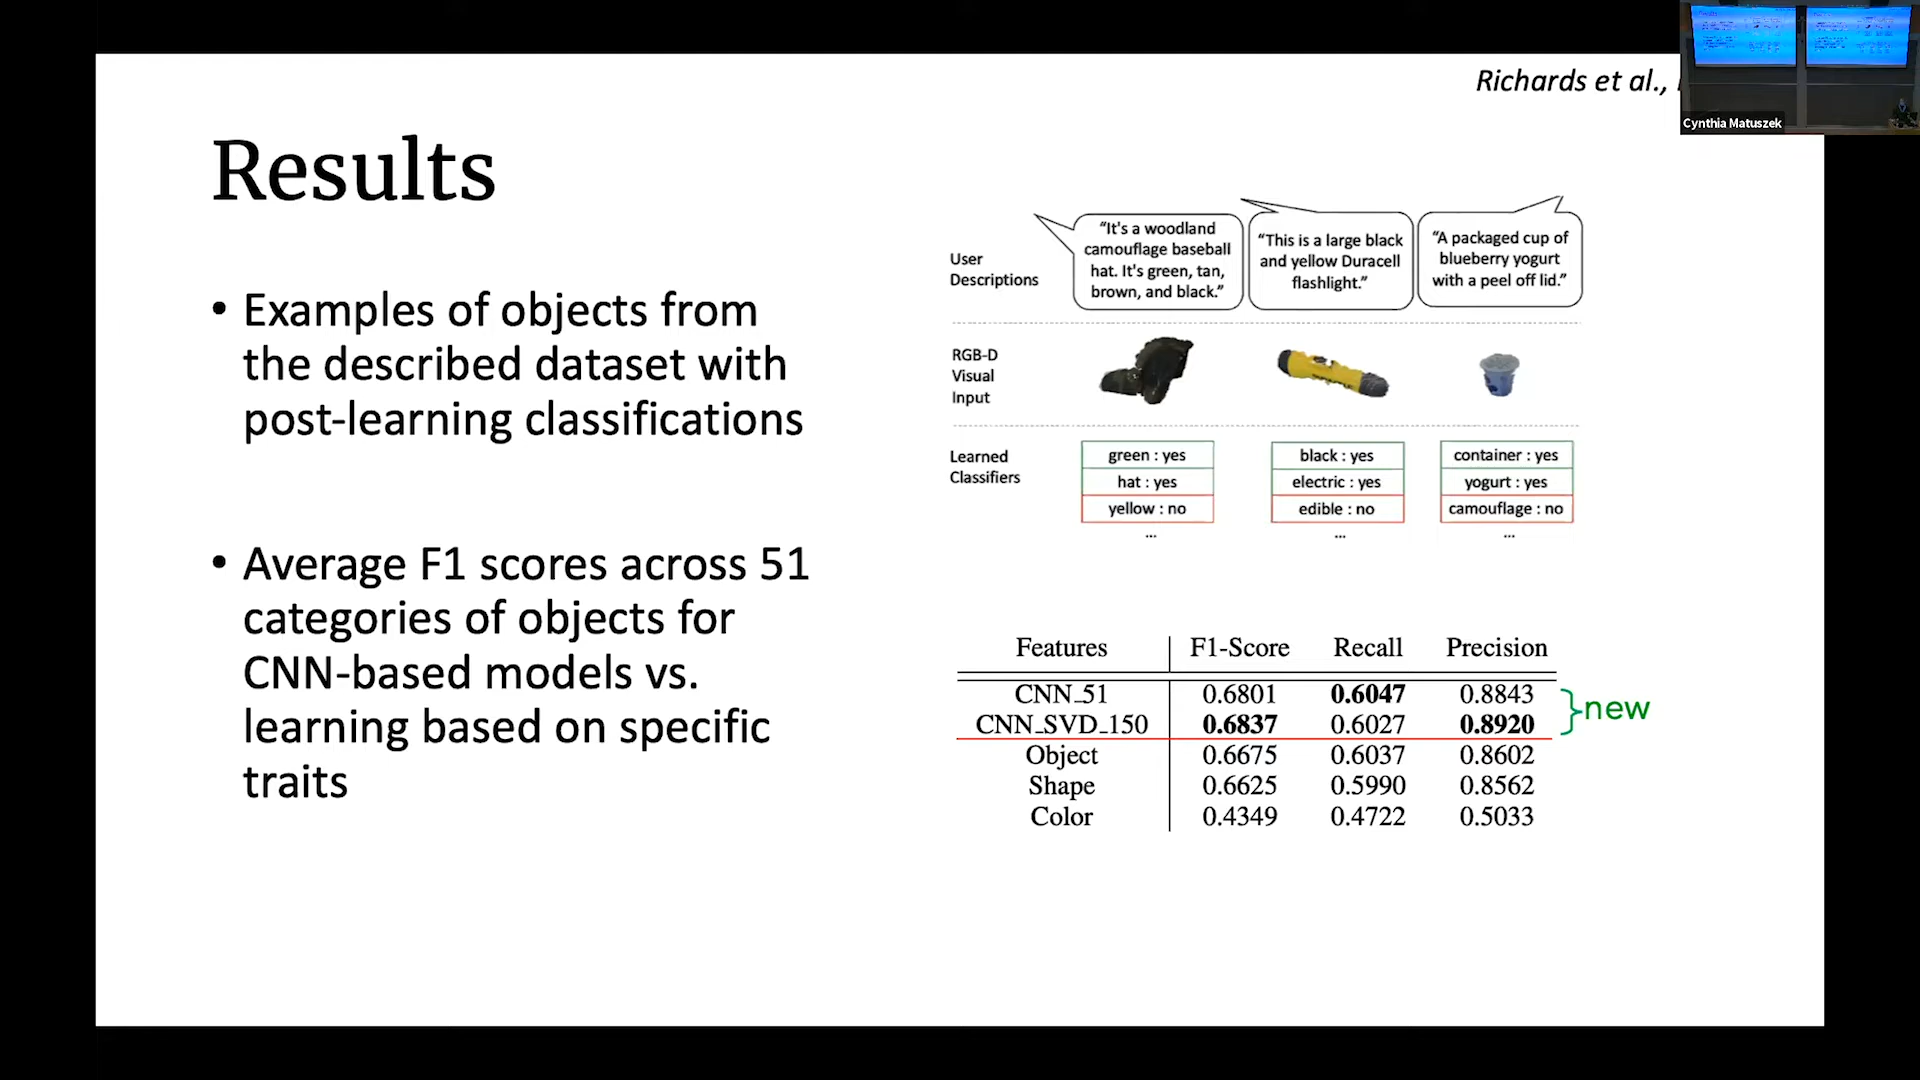 Richards et al.,
Cynthia Matuszek
Results
• Examples of objects from
the described dataset with
post-learning classifications
• Average F1 scores across 51
categories of objects for
CNN-based models vs.
learning based on specific
traits
User
Descriptions
“It's a woodland
camouflage baseball
hat. It's green, tan,
brown, and black.”
“This is a large black
and yellow Duracell
flashlight.”
“A packaged cup of
blueberry yogurt
with a peel off lid.”
RGB-D
Visual
Input
Learned
Classifiers
green : yes
hat : yes
yellow : no
...
black : yes
electric : yes
edible : no
...
container : yes
yogurt : yes
camouflage : no
...
Features F1-Score Recall Precision
CNN_51 0.6801 0.6047 0.8843
CNN_SVD_150 0.6837 0.6027 0.8920
Object 0.6675 0.6037 0.8602
Shape 0.6625 0.5990 0.8562
Color 0.4349 0.4722 0.5033
new